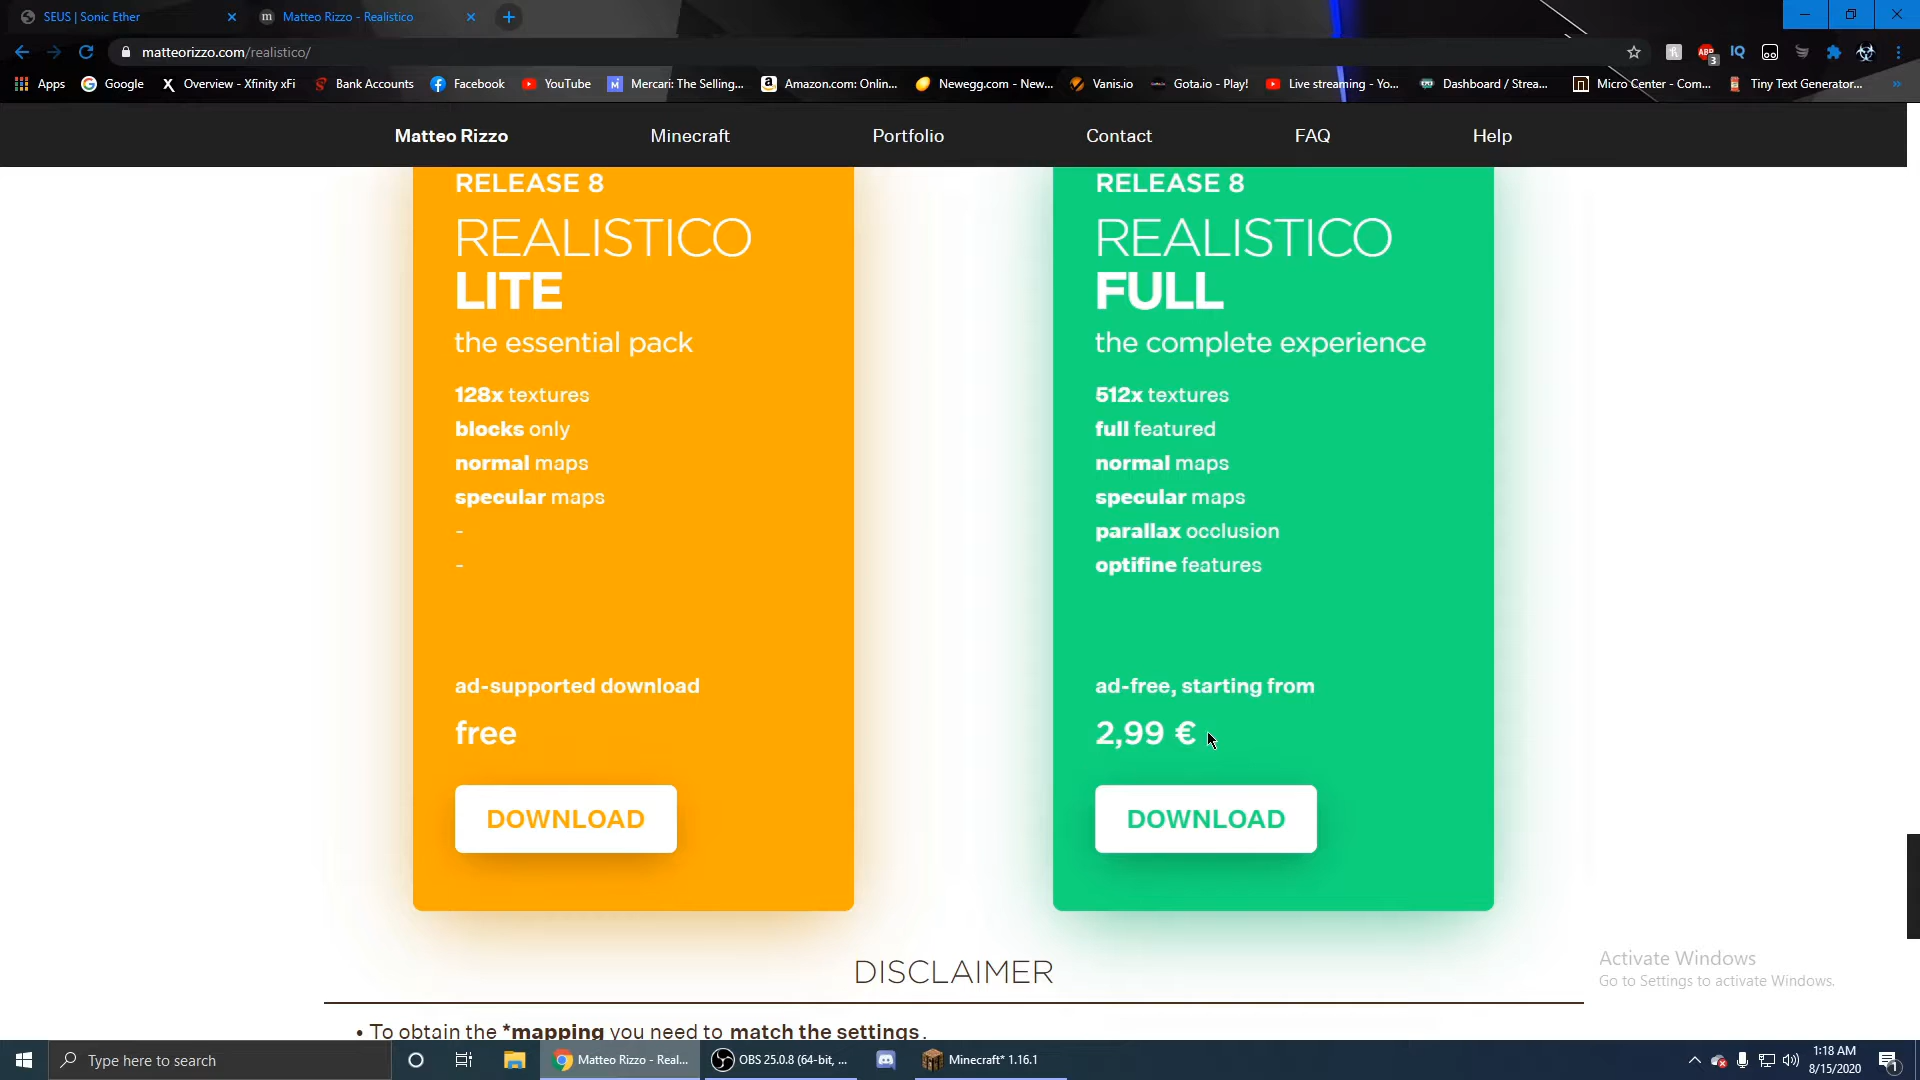 SEUS | Sonic Ether
Matteo Rizzo - Realistico
matteorizzo.com/realistico/
Apps
Google
Overview - Xfinity xFi
Bank Accounts
Facebook
YouTube
Mercari: The Selling...
Amazon.com: Onlin...
Newegg.com - New...
Vanis.io
Gota.io - Play!
Live streaming - Yo...
Dashboard / Strea...
Micro Center - Com...
Tiny Text Generator...
Matteo Rizzo
Minecraft
Portfolio
Contact
FAQ
Help
RELEASE 8
REALISTICO
LITE
the essential pack
128x textures
blocks only
normal maps
specular maps
-
-
ad-supported download
free
DOWNLOAD
RELEASE 8
REALISTICO
FULL
the complete experience
512x textures
full featured
normal maps
specular maps
parallax occlusion
optifine features
ad-free, starting from
2,99 €
DOWNLOAD
DISCLAIMER
• To obtain the *mapping you need to match the settings.
Activate Windows
Go to Settings to activate Windows.
Type here to search
Matteo Rizzo - Real...
OBS 25.0.8 (64-bit, ...
Minecraft* 1.16.1
1:18 AM
8/15/2020